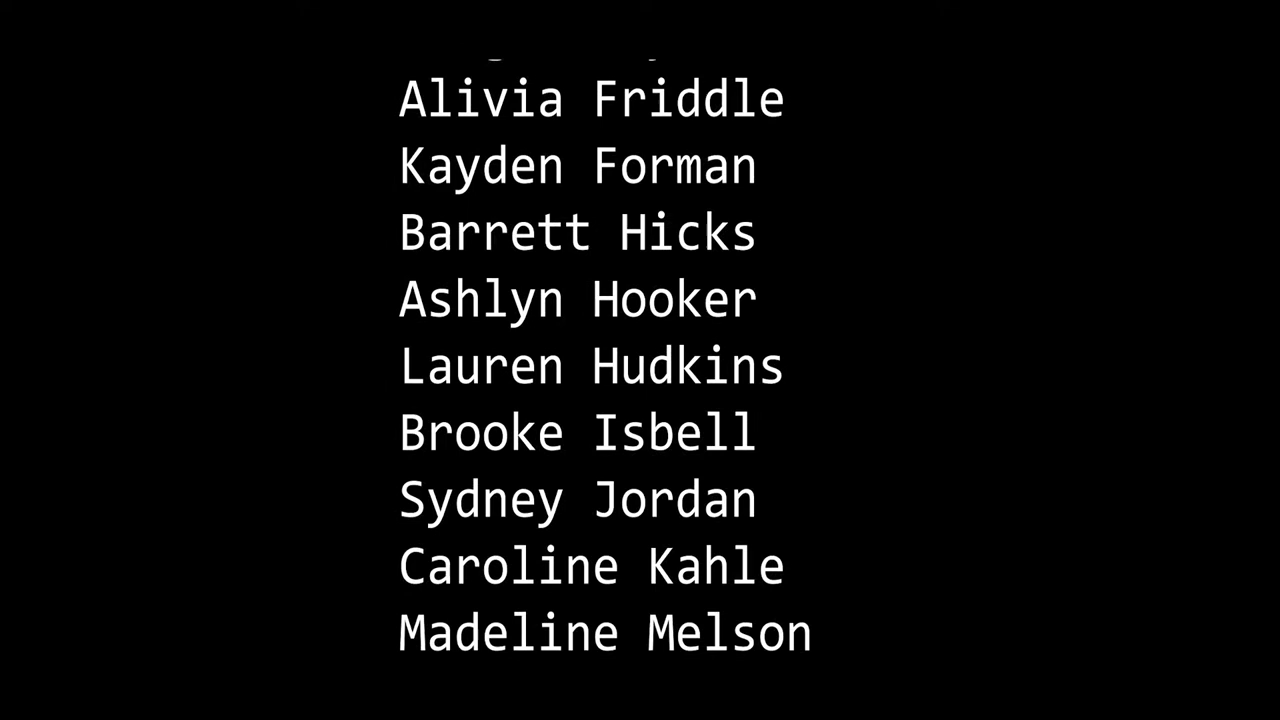 Alivia Friddle
Kayden Forman
Barrett Hicks
Ashlyn Hooker
Lauren Hudkins
Brooke Isbell
Sydney Jordan
Caroline Kahle
Madeline Melson